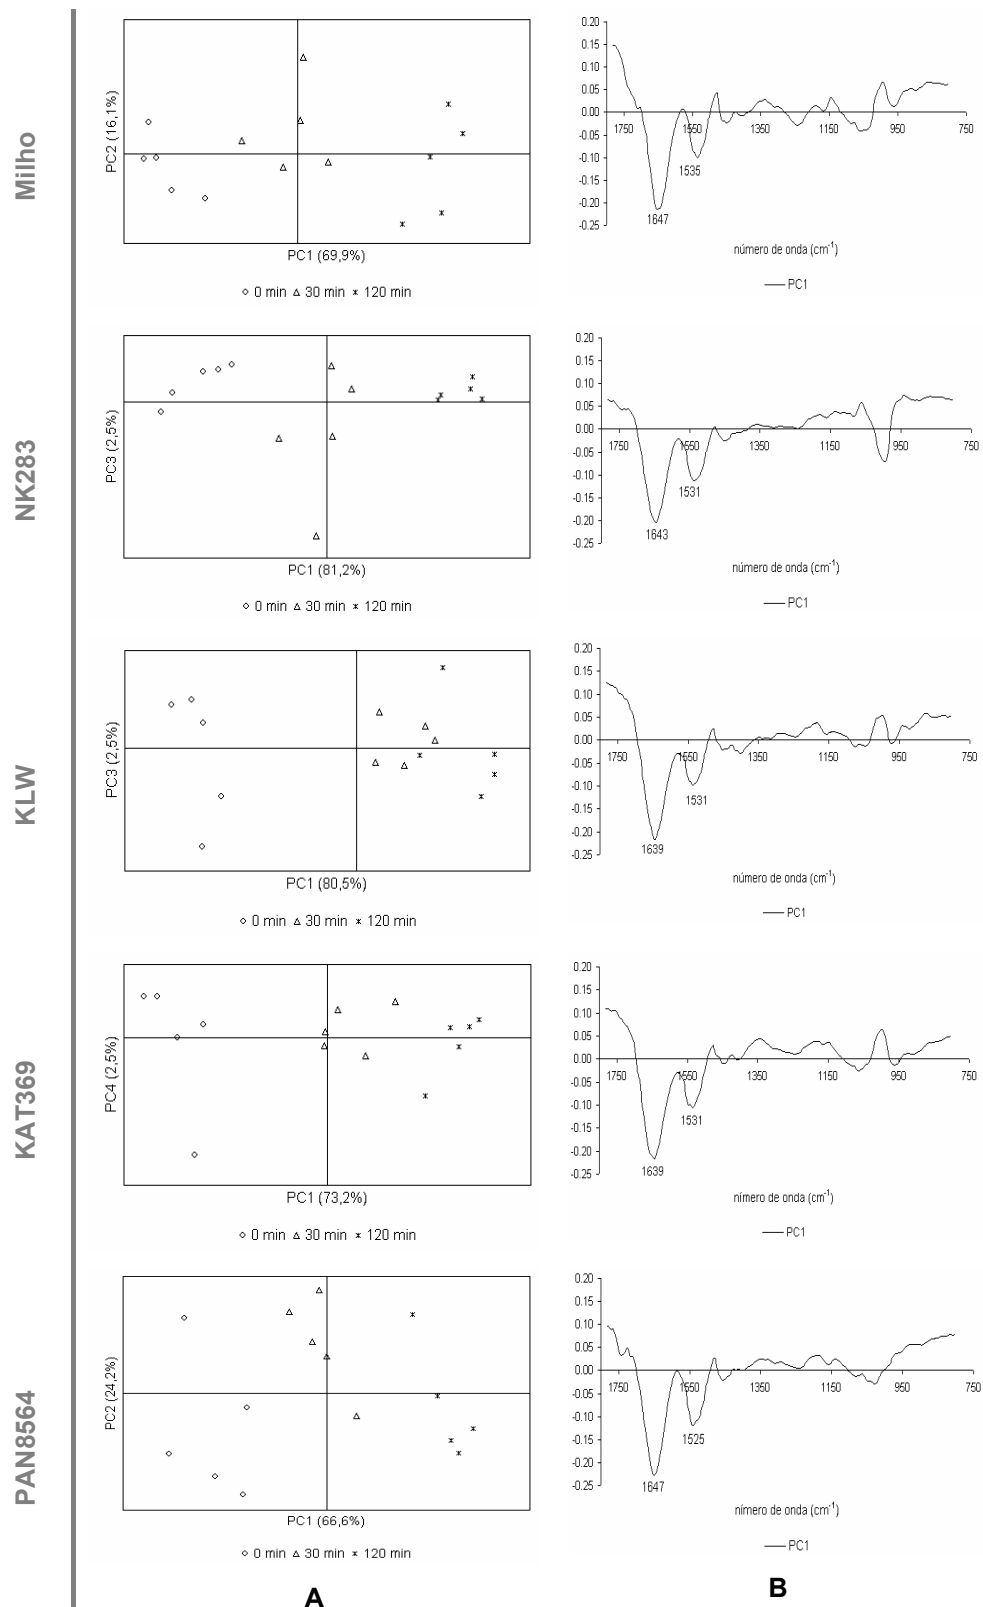 Milho
PC2 (16,1%)
PC1 (69,9%)
0 min 30 min 120 min
0.20
0.15
0.10
0.05
0.00
-0.05
-0.10
-0.15
-0.20
-0.25
1750 1550 1350 1150 950 750
1535
1647
número de onda (cm-1)
PC1
NK283
PC3 (2,5%)
PC1 (81,2%)
0 min 30 min 120 min
0.20
0.15
0.10
0.05
0.00
-0.05
-0.10
-0.15
-0.20
-0.25
1750 1550 1350 1150 950 750
1531
1643
número de onda (cm-1)
PC1
KLW
PC3 (2,5%)
PC1 (80,5%)
0 min 30 min 120 min
0.20
0.15
0.10
0.05
0.00
-0.05
-0.10
-0.15
-0.20
-0.25
1750 1550 1350 1150 950 750
1531
1639
número de onda (cm-1)
PC1
KAT369
PC4 (2,5%)
PC1 (73,2%)
0 min 30 min 120 min
0.20
0.15
0.10
0.05
0.00
-0.05
-0.10
-0.15
-0.20
-0.25
1750 1550 1350 1150 950 750
1531
1639
nímero de onda (cm-1)
PC1
PAN8564
PC2 (24,2%)
PC1 (66,6%)
0 min 30 min 120 min
0.20
0.15
0.10
0.05
0.00
-0.05
-0.10
-0.15
-0.20
-0.25
1750 1550 1350 1150 950 750
1525
1647
nímero de onda (cm-1)
PC1
A
B